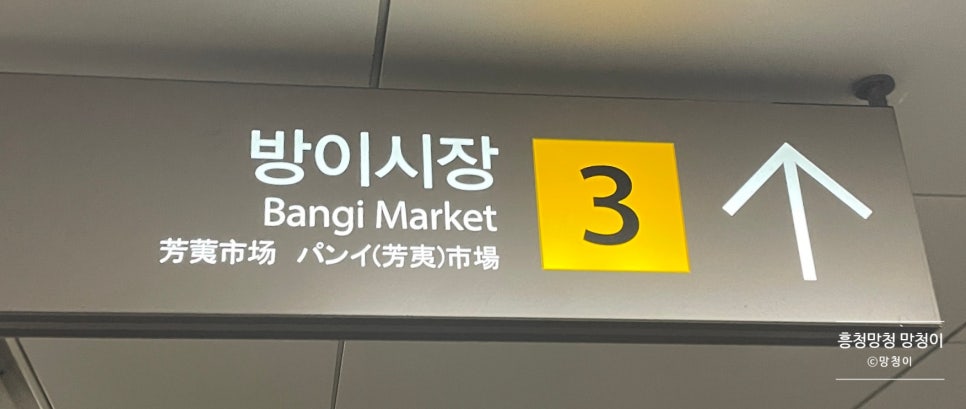 방이시장
Bangi Market
芳荑市场 パンイ(芳夷)市場
3
흥청망청 망청이
©망청이